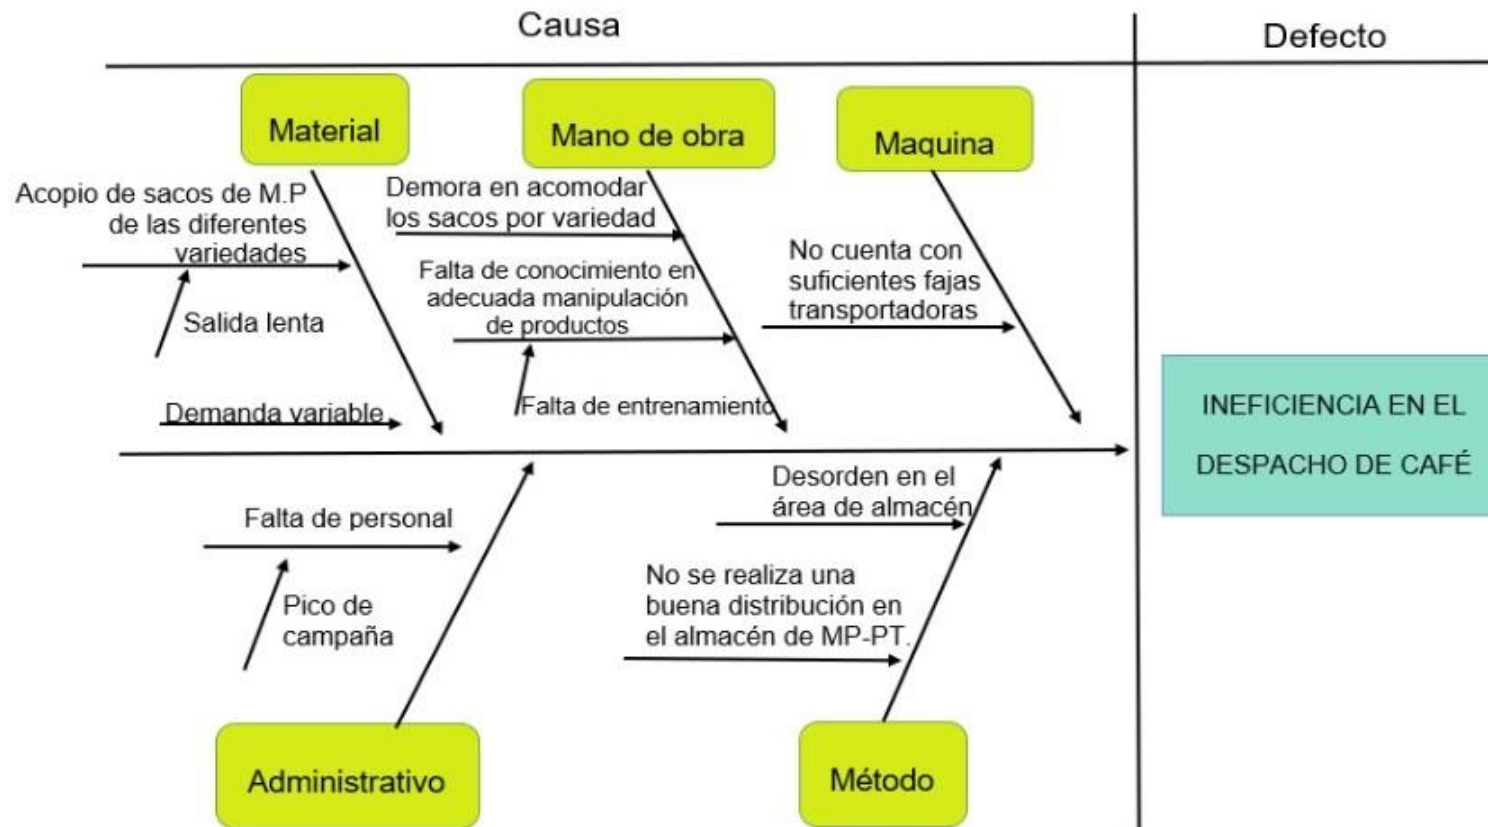 Causa
Defecto
Material
Mano de obra
Maquina
Acopio de sacos de M.P
de las diferentes
variedades
Salida lenta
Demanda variable
Demora en acomodar
los sacos por variedad
Falta de conocimiento en
adecuada manipulación
de productos
Falta de entrenamiento
No cuenta con
suficientes fajas
transportadoras
INEFICIENCIA EN EL
DESPACHO DE CAFÉ
Falta de personal
Pico de
campaña
Desorden en el
área de almacén
No se realiza una
buena distribución en
el almacén de MP-PT.
Administrativo
Método